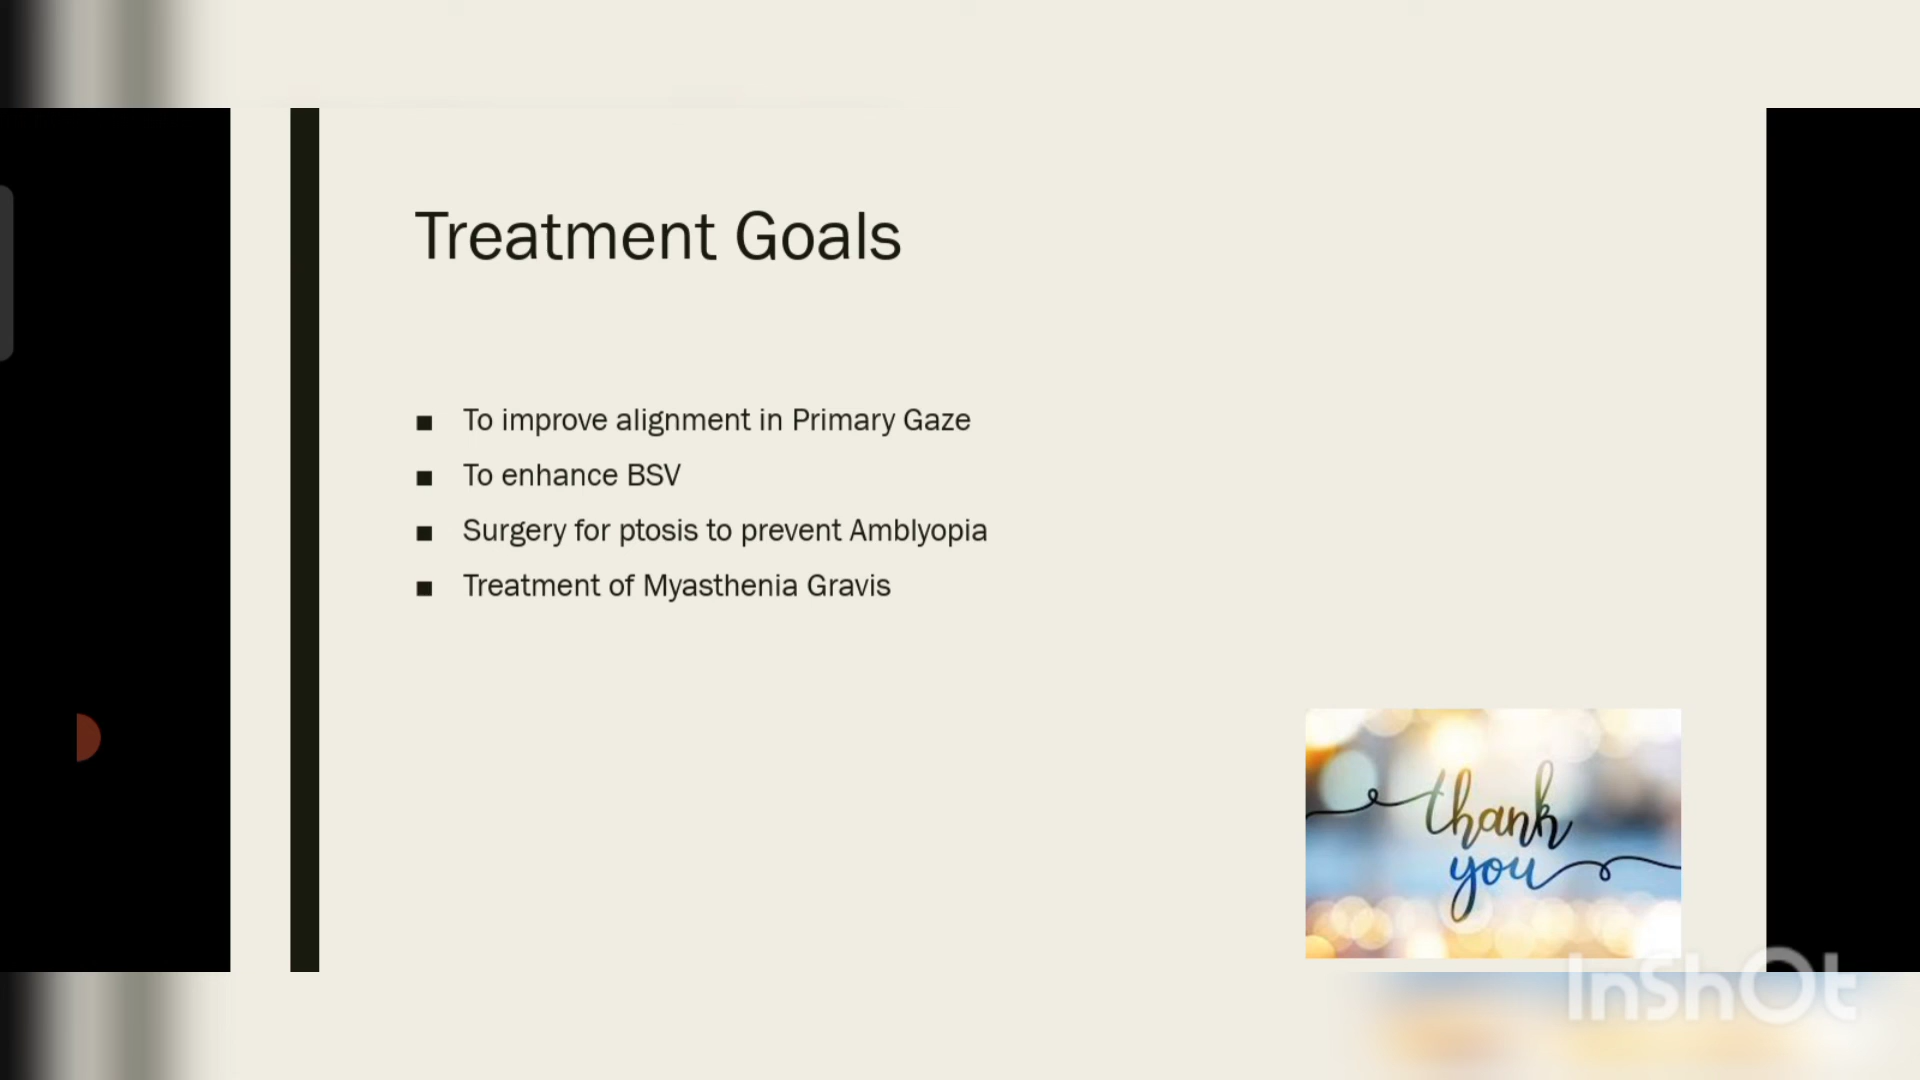 Treatment Goals
■ To improve alignment in Primary Gaze
■ To enhance BSV
■ Surgery for ptosis to prevent Amblyopia
■ Treatment of Myasthenia Gravis
thank
you
InShOt